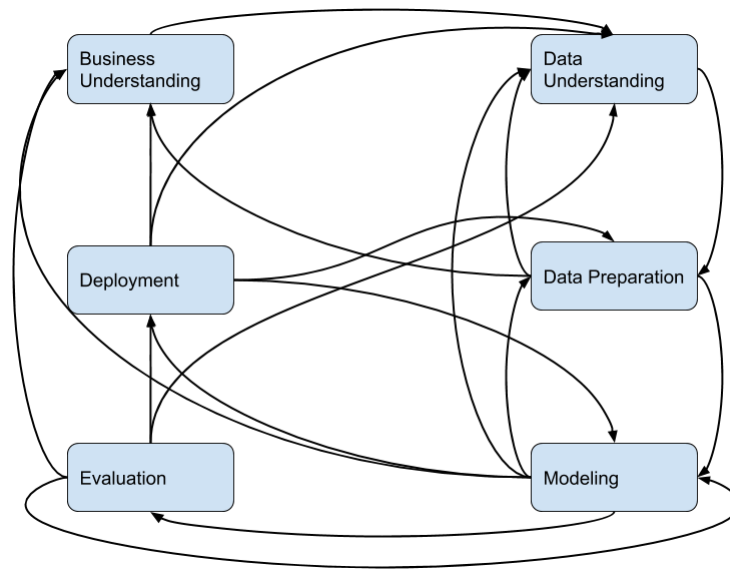 Business
Understanding
Data
Understanding
Deployment
Data Preparation
Evaluation
Modeling